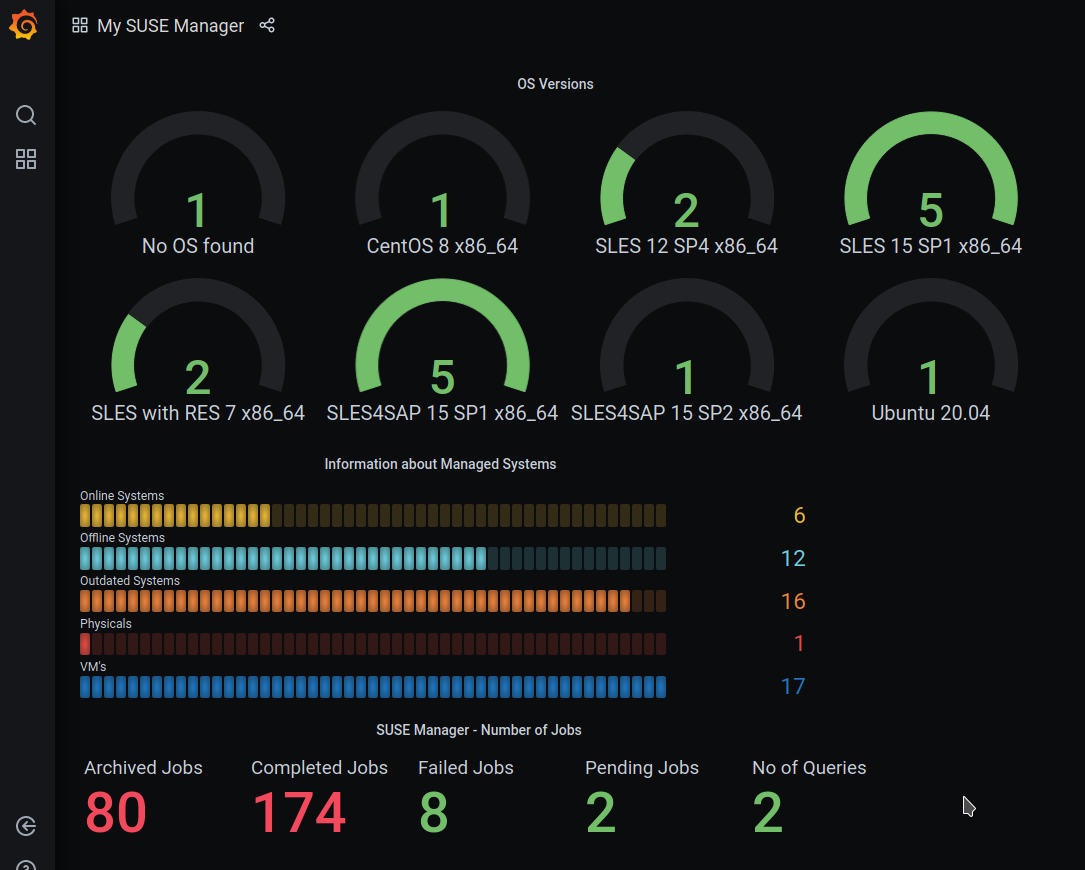 My SUSE Manager
OS Versions
1
No OS found
1
CentOS 8 x86_64
2
SLES 12 SP4 x86_64
5
SLES 15 SP1 x86_64
2
SLES with RES 7 x86_64
5
SLES4SAP 15 SP1 x86_64
1
SLES4SAP 15 SP2 x86_64
1
Ubuntu 20.04
Information about Managed Systems
Online Systems
6
Offline Systems
12
Outdated Systems
16
Physicals
1
VM's
17
SUSE Manager - Number of Jobs
Archived Jobs
80
Completed Jobs
174
Failed Jobs
8
Pending Jobs
2
No of Queries
2